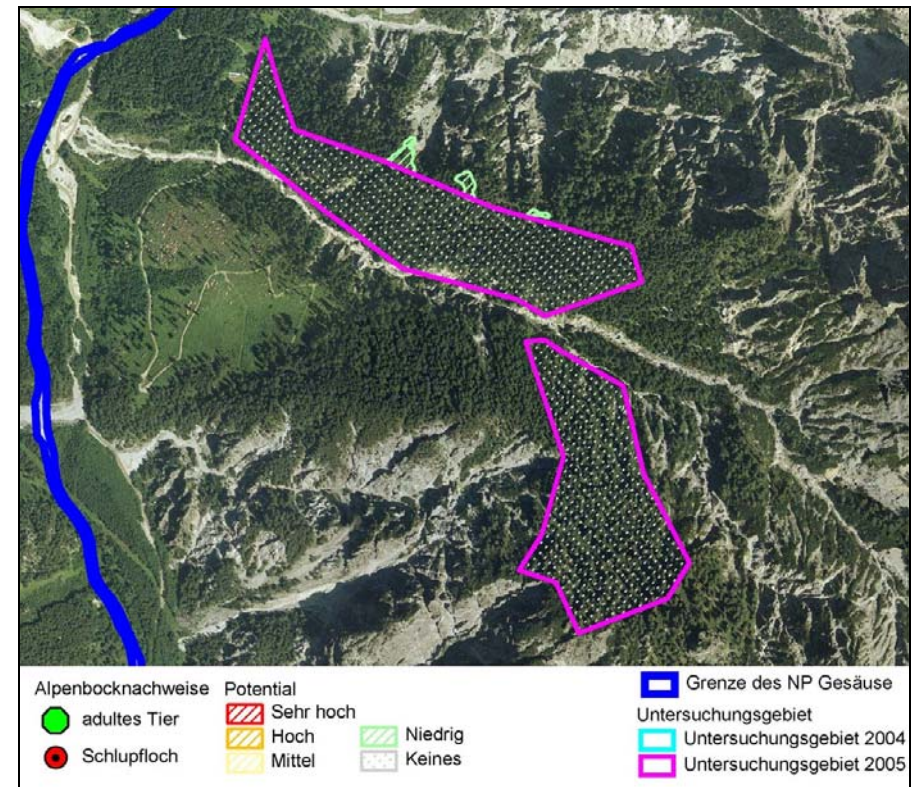 Alpenbocknachweise
adultes Tier
Schlupfloch
Potential
Sehr hoch
Hoch
Mittel
Niedrig
Keines
Grenze des NP Gesäuse
Untersuchungsgebiet
Untersuchungsgebiet 2004
Untersuchungsgebiet 2005